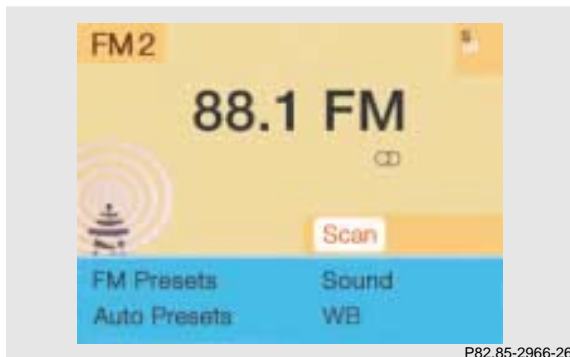 FM2
S
88.1 FM
Scan
FM Presets Sound
Auto Presets WB
P82.85-2966-26